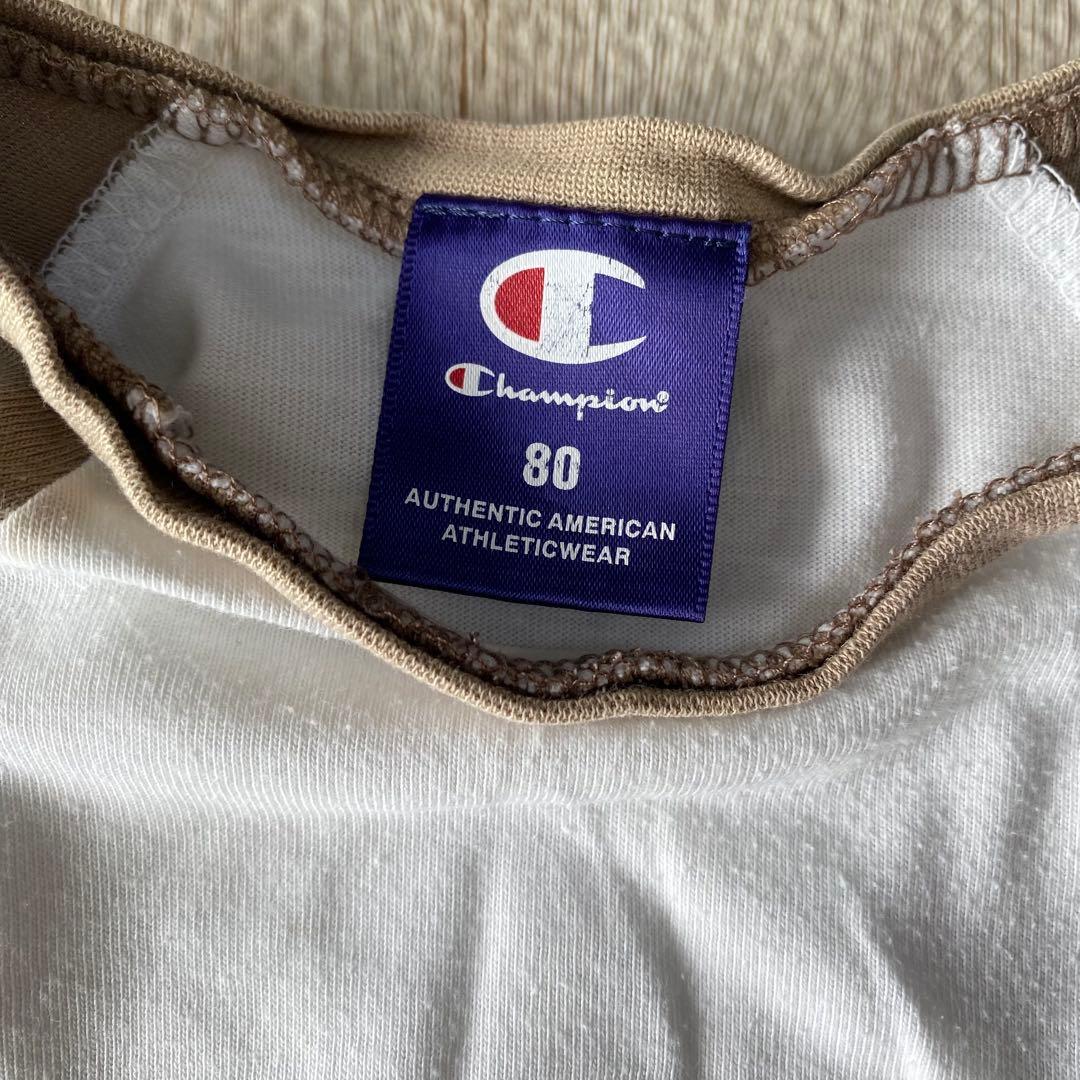 Champion®
80
AUTHENTIC AMERICAN
ATHLETICWEAR